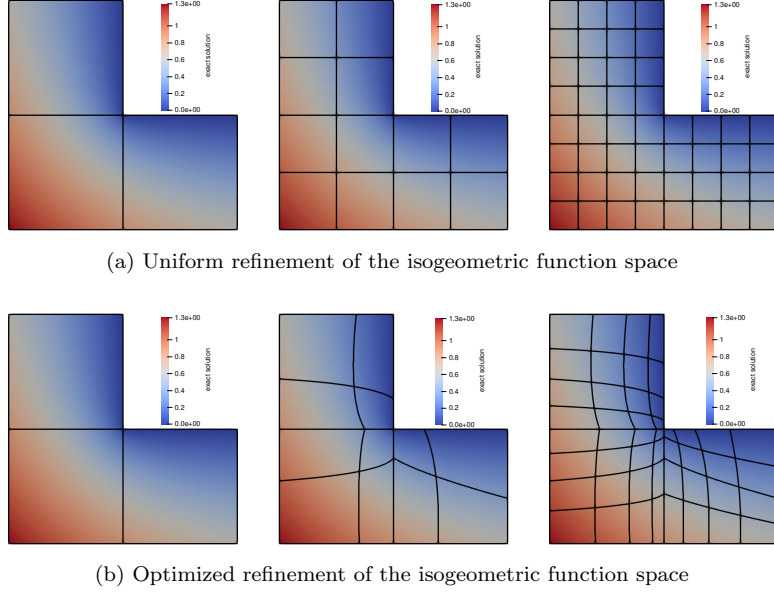 1.3e+00
1
0.8
0.6
0.4
0.2
0.0e+00
exact solution
1.3e+00
1
0.8
0.6
0.4
0.2
0.0e+00
exact solution
1.3e+00
1
0.8
0.6
0.4
0.2
0.0e+00
exact solution
(a) Uniform refinement of the isogeometric function space
1.3e+00
1
0.8
0.6
0.4
0.2
0.0e+00
exact solution
1.3e+00
1
0.8
0.6
0.4
0.2
0.0e+00
exact solution
1.3e+00
1
0.8
0.6
0.4
0.2
0.0e+00
exact solution
(b) Optimized refinement of the isogeometric function space